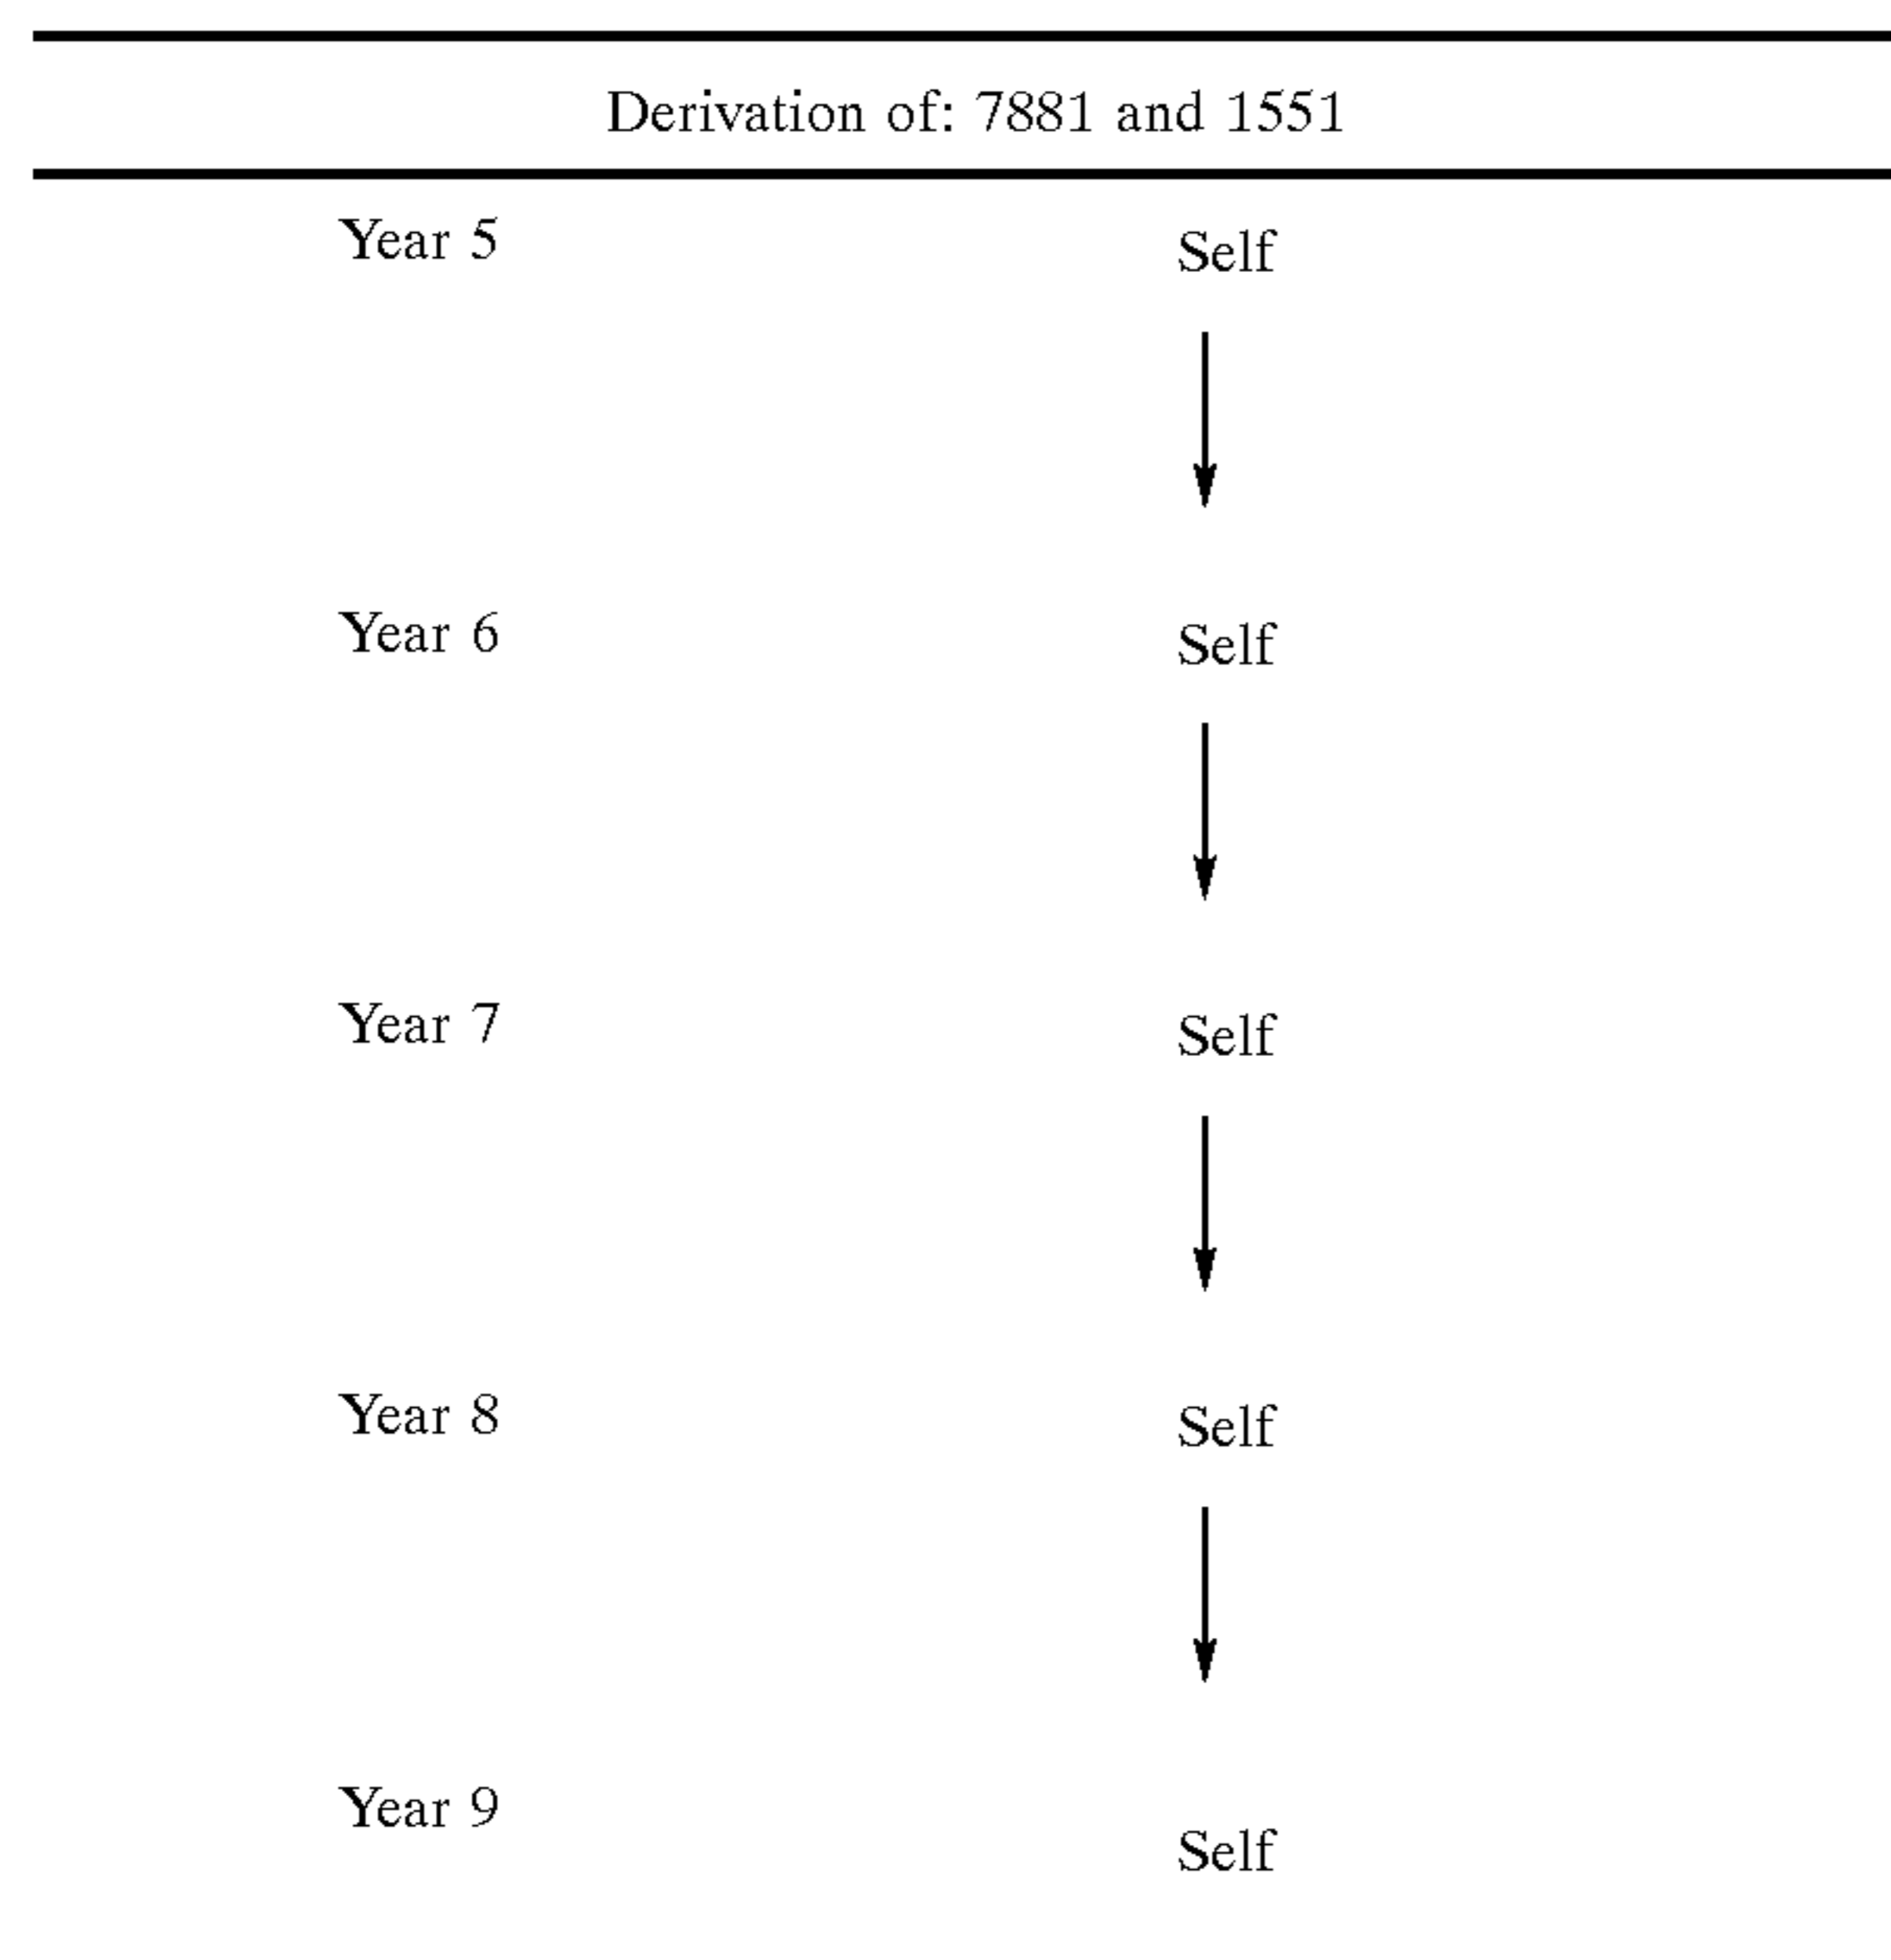 Derivation of: 7881 and 1551
Year 5 Self
Year 6 Self
Year 7 Self
Year 8 Self
Year 9 Self